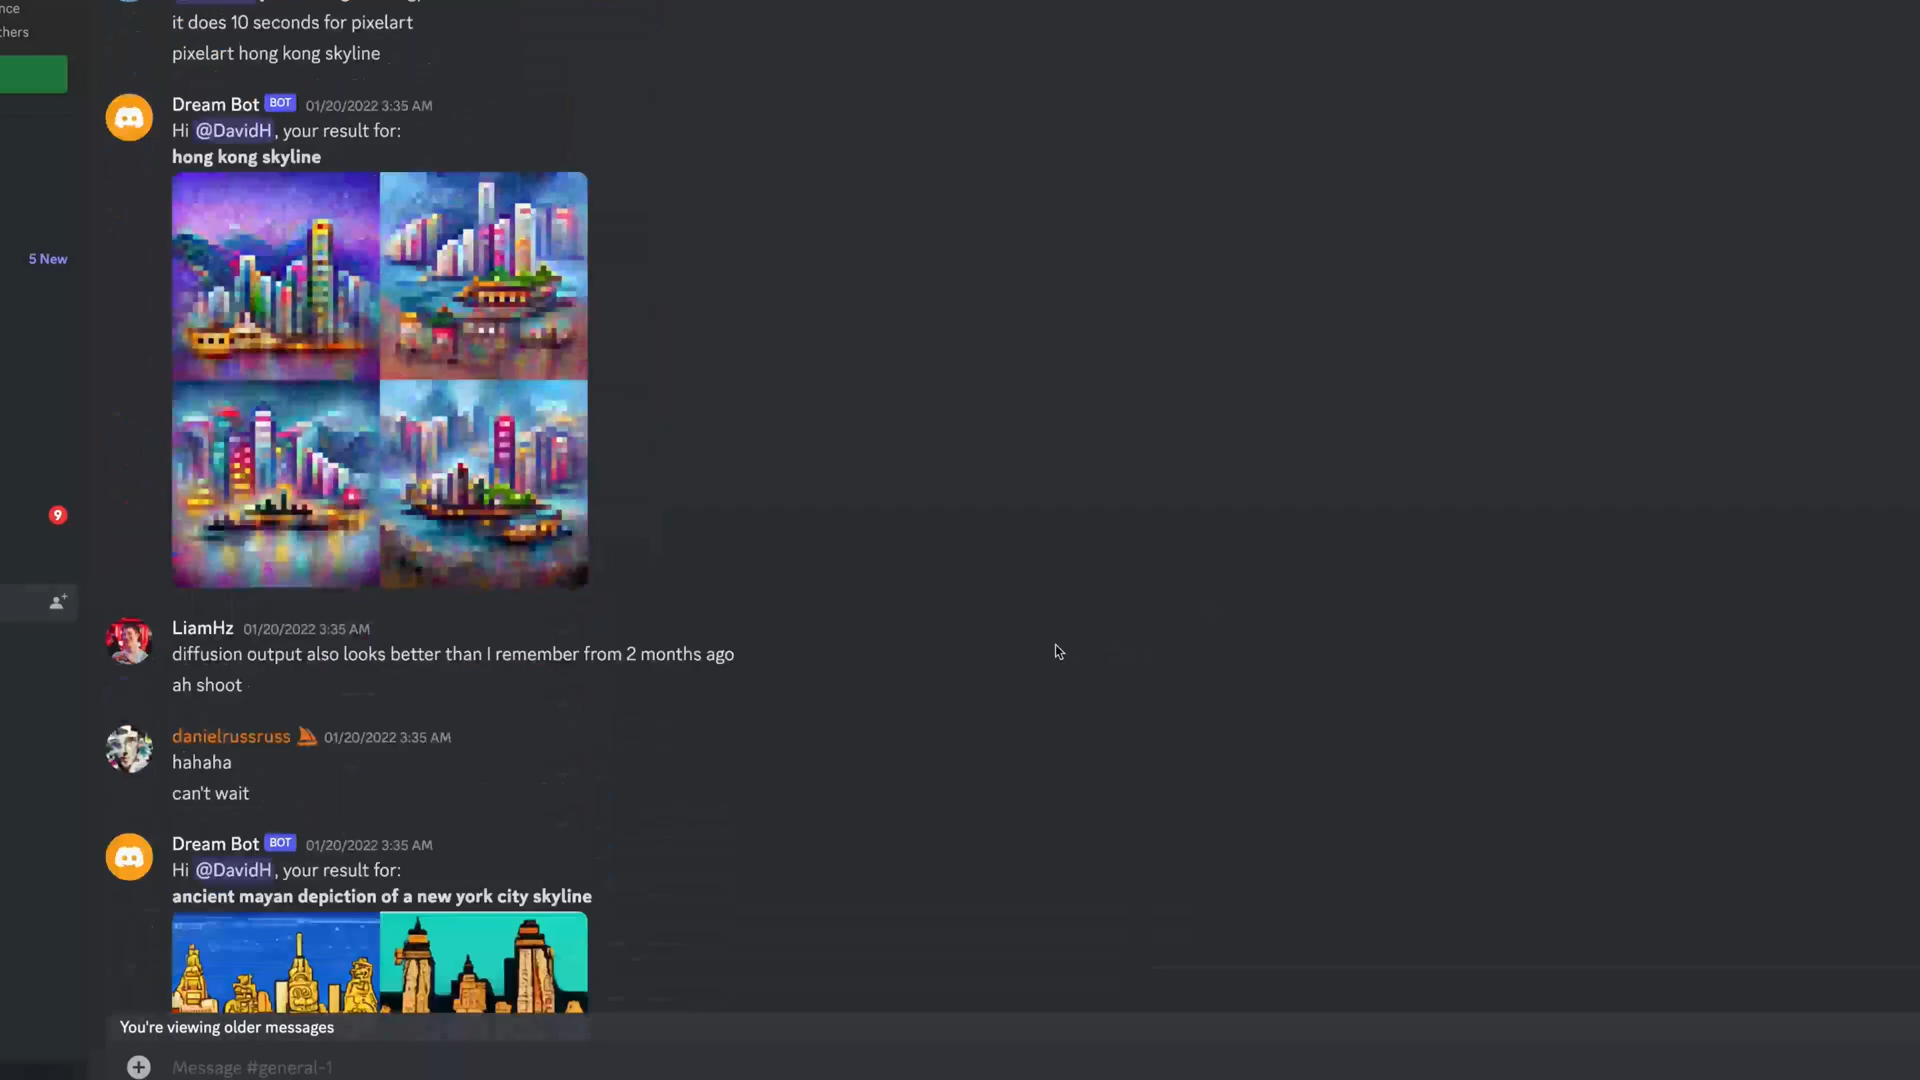 nce
it does 10 seconds for pixelart
thers
pixelart hong kong skyline
Dream Bot BOT 01/20/2022 3:35 AM
Hi @DavidH, your result for:
hong kong skyline
5 New
9
LiamHz 01/20/2022 3:35 AM
diffusion output also looks better than I remember from 2 months ago
ah shoot
danielrussruss 01/20/2022 3:35 AM
hahaha
can't wait
Dream Bot BOT 01/20/2022 3:35 AM
Hi @DavidH, your result for:
ancient mayan depiction of a new york city skyline
You're viewing older messages
Message #general-1